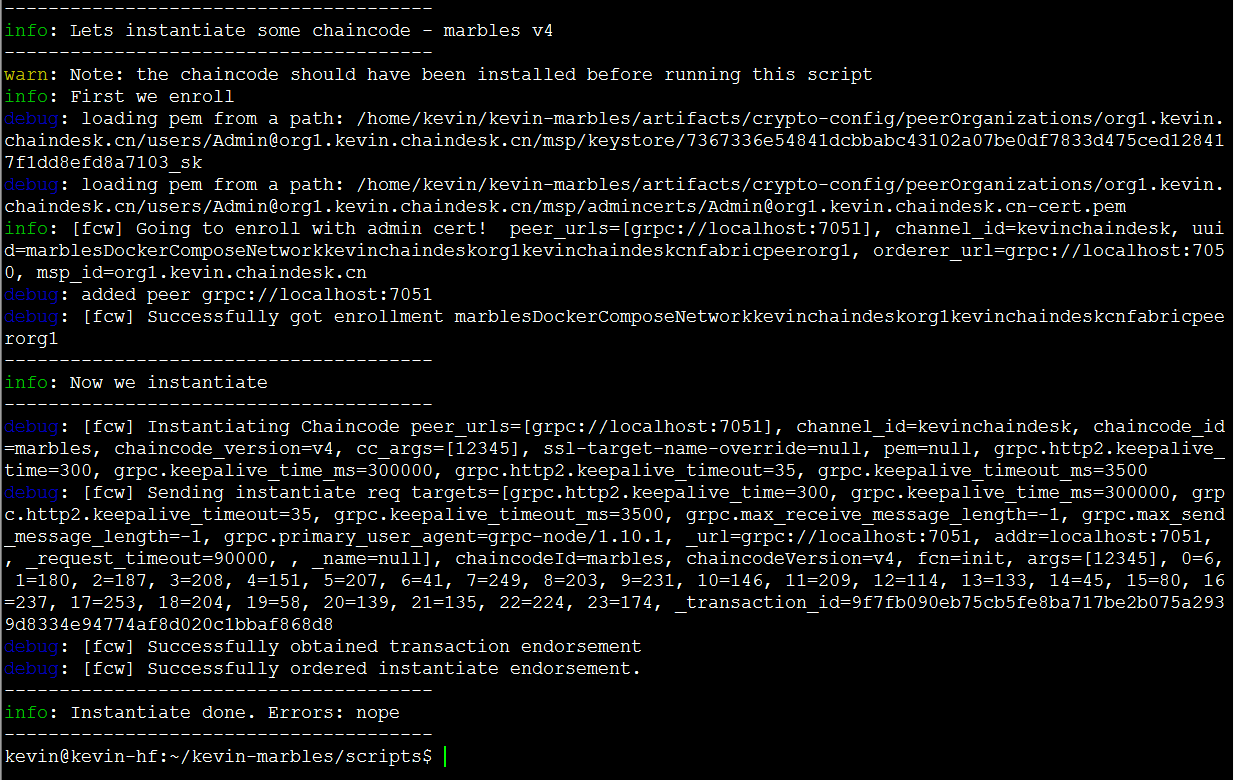 ---------------------------------------
info: Lets instantiate some chaincode - marbles v4
---------------------------------------
warn: Note: the chaincode should have been installed before running this script
info: First we enroll
debug: loading pem from a path: /home/kevin/kevin-marbles/artifacts/crypto-config/peerOrganizations/org1.kevin.
chaindesk.cn/users/Admin@org1.kevin.chaindesk.cn/msp/keystore/7367336e54841dcbbabc43102a07be0df7833d475ced12841
7f1dd8efd8a7103_sk
debug: loading pem from a path: /home/kevin/kevin-marbles/artifacts/crypto-config/peerOrganizations/org1.kevin.
chaindesk.cn/users/Admin@org1.kevin.chaindesk.cn/msp/admincerts/Admin@org1.kevin.chaindesk.cn-cert.pem
info: [fcw] Going to enroll with admin cert!  peer_urls=[grpc://localhost:7051], channel_id=kevinchaindesk, uui
d=marblesDockerComposeNetworkkevinchaindeskorg1kevinchaindeskcnfabricpeerorg1, orderer_url=grpc://localhost:705
0, msp_id=org1.kevin.chaindesk.cn
debug: added peer grpc://localhost:7051
debug: [fcw] Successfully got enrollment marblesDockerComposeNetworkkevinchaindeskorg1kevinchaindeskcnfabricpee
rorg1
---------------------------------------
info: Now we instantiate
---------------------------------------
debug: [fcw] Instantiating Chaincode peer_urls=[grpc://localhost:7051], channel_id=kevinchaindesk, chaincode_id
=marbles, chaincode_version=v4, cc_args=[12345], ssl-target-name-override=null, pem=null, grpc.http2.keepalive_
time=300, grpc.keepalive_time_ms=300000, grpc.http2.keepalive_timeout=35, grpc.keepalive_timeout_ms=3500
debug: [fcw] Sending instantiate req targets=[grpc.http2.keepalive_time=300, grpc.keepalive_time_ms=300000, grp
c.http2.keepalive_timeout=35, grpc.keepalive_timeout_ms=3500, grpc.max_receive_message_length=-1, grpc.max_send
_message_length=-1, grpc.primary_user_agent=grpc-node/1.10.1, _url=grpc://localhost:7051, addr=localhost:7051,
, _request_timeout=90000, , _name=null], chaincodeId=marbles, chaincodeVersion=v4, fcn=init, args=[12345], 0=6,
 1=180, 2=187, 3=208, 4=151, 5=207, 6=41, 7=249, 8=203, 9=231, 10=146, 11=209, 12=114, 13=133, 14=45, 15=80, 16
=237, 17=253, 18=204, 19=58, 20=139, 21=135, 22=224, 23=174, _transaction_id=9f7fb090eb75cb5fe8ba717be2b075a293
9d8334e94774af8d020c1bbaf868d8
debug: [fcw] Successfully obtained transaction endorsement
debug: [fcw] Successfully ordered instantiate endorsement.
---------------------------------------
info: Instantiate done. Errors: nope
---------------------------------------
kevin@kevin-hf:~/kevin-marbles/scripts$